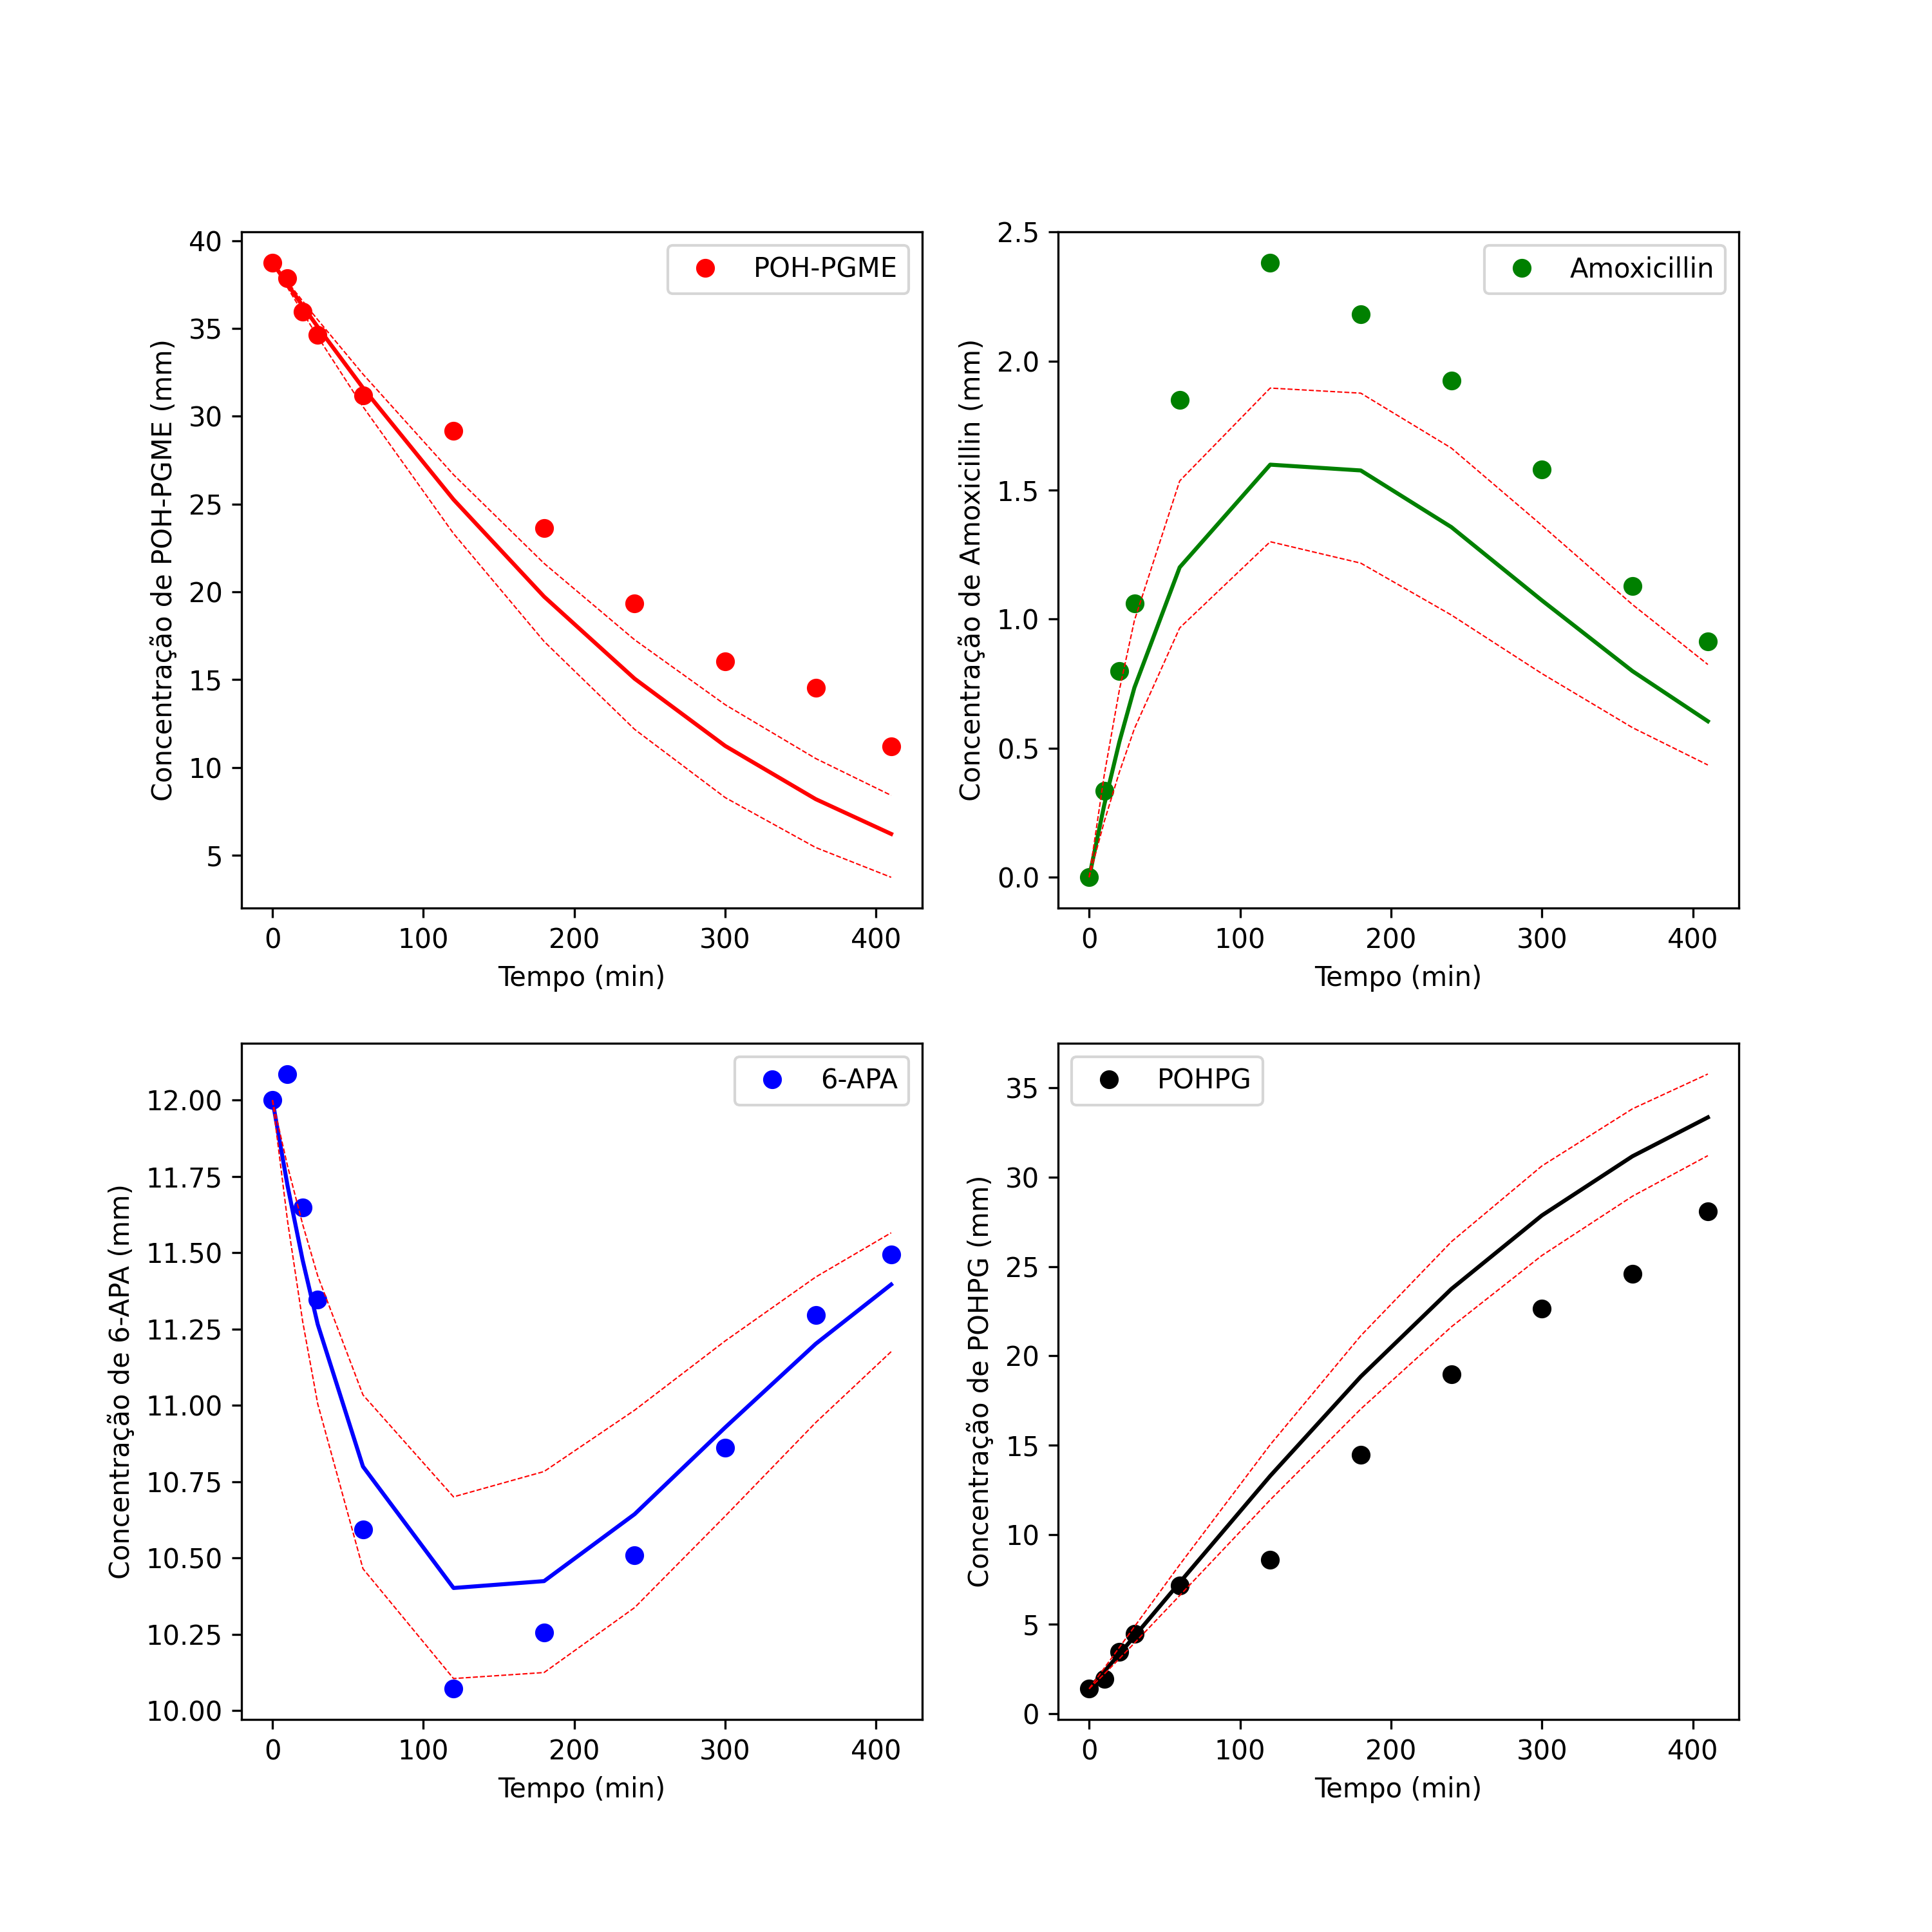 POH-PGME
40
35
30
25
20
15
10
5
Concentração de POH-PGME (mm)
0 100 200 300 400
Tempo (min)
Amoxicillin
2.5
2.0
1.5
1.0
0.5
0.0
Concentração de Amoxicillin (mm)
0 100 200 300 400
Tempo (min)
6-APA
12.00
11.75
11.50
11.25
11.00
10.75
10.50
10.25
10.00
Concentração de 6-APA (mm)
0 100 200 300 400
Tempo (min)
POHPG
35
30
25
20
15
10
5
0
Concentração de POHPG (mm)
0 100 200 300 400
Tempo (min)